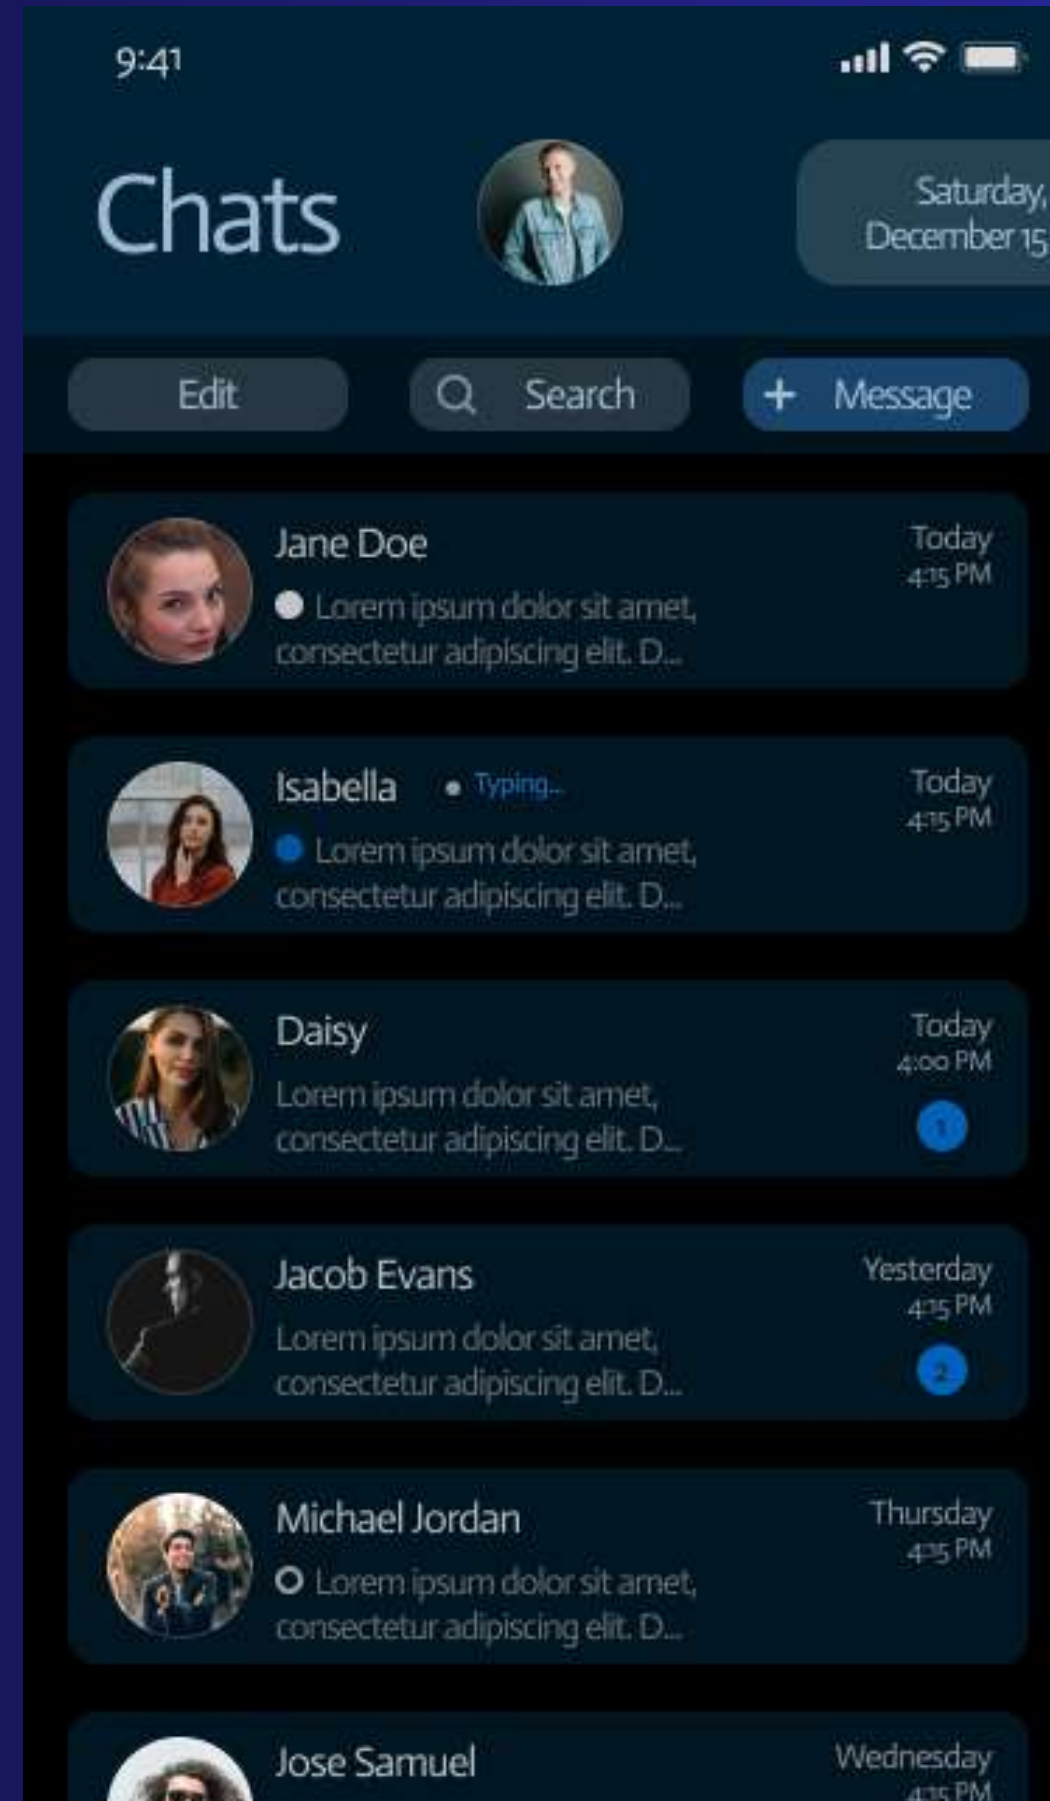 9:41
Chats
Saturday,
December 15
Edit
Search
+ Message
Jane Doe
Today
4:15 PM
Lorem ipsum dolor sit amet,
consectetur adipiscing elit. D...
Isabella
Typing...
Today
4:15 PM
Lorem ipsum dolor sit amet,
consectetur adipiscing elit. D...
Daisy
Today
4:00 PM
Lorem ipsum dolor sit amet,
consectetur adipiscing elit. D...
1
Jacob Evans
Yesterday
4:15 PM
Lorem ipsum dolor sit amet,
consectetur adipiscing elit. D...
2
Michael Jordan
Thursday
4:15 PM
Lorem ipsum dolor sit amet,
consectetur adipiscing elit. D...
Jose Samuel
Wednesday
4:15 PM